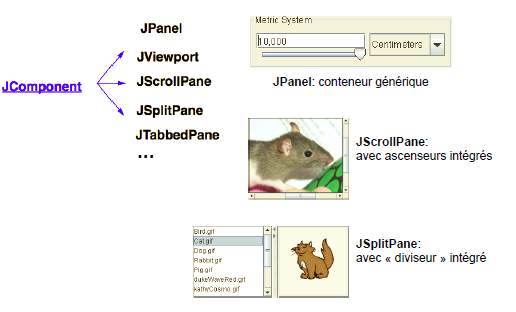 JComponent
JPanel
JViewport
JScrollPane
JSplitPane
JTabbedPane
...
Metric System
10,000
Centimeters
JPanel: conteneur générique
JScrollPane:
avec ascenseurs intégrés
Bird.gif
Cat.gif
Dog.gif
Rabbit.gif
Pig.gif
dukeWaveRed.gif
kathyCosmo.gif
JSplitPane:
avec « diviseur » intégré